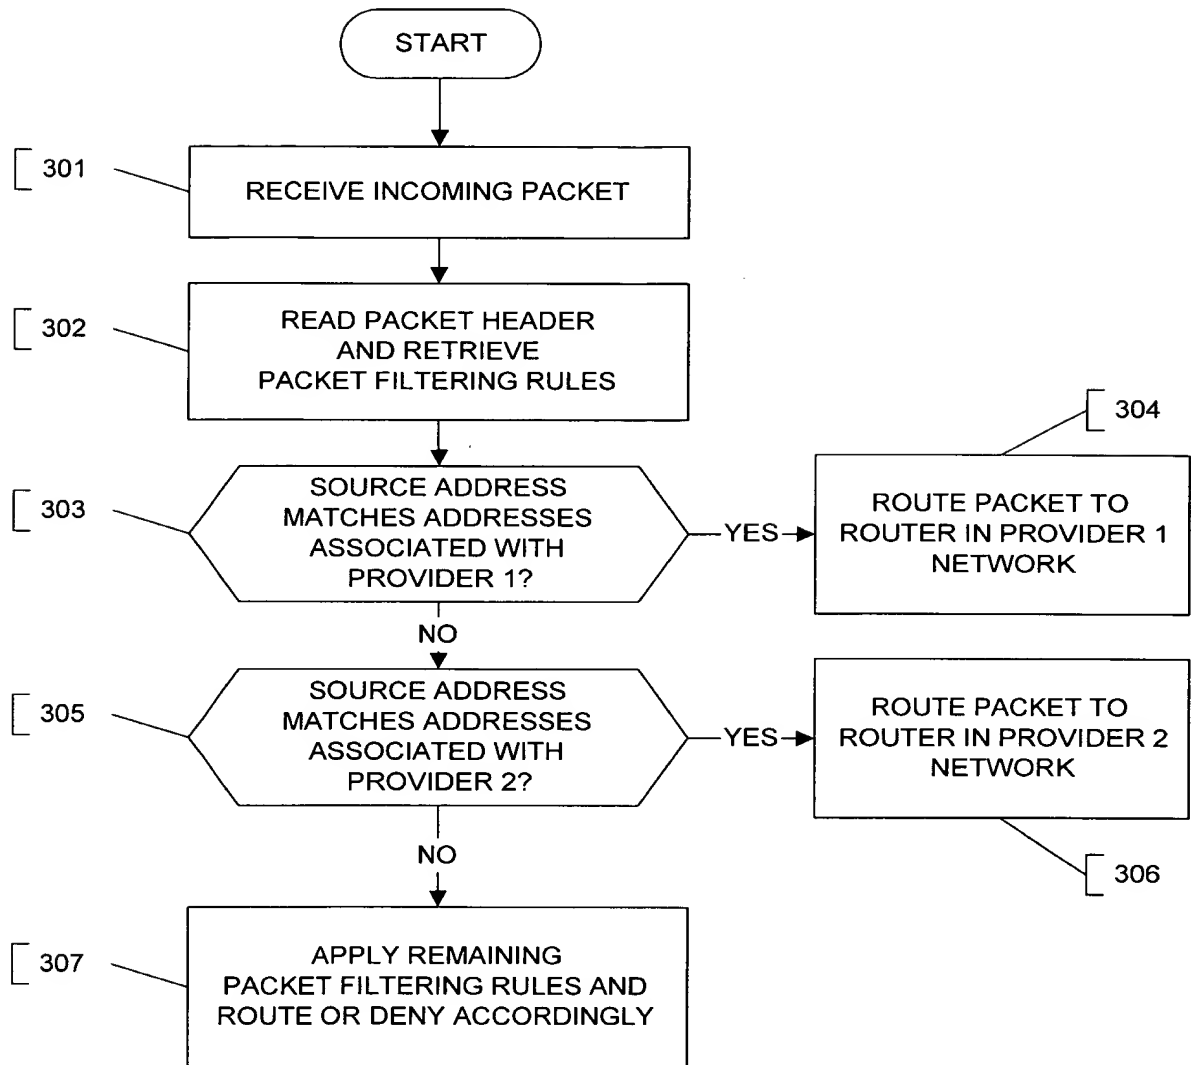 START
301
RECEIVE INCOMING PACKET
302
READ PACKET HEADER
AND RETRIEVE
PACKET FILTERING RULES
303
SOURCE ADDRESS
MATCHES ADDRESSES
ASSOCIATED WITH
PROVIDER 1?
YES
304
ROUTE PACKET TO
ROUTER IN PROVIDER 1
NETWORK
NO
305
SOURCE ADDRESS
MATCHES ADDRESSES
ASSOCIATED WITH
PROVIDER 2?
YES
ROUTE PACKET TO
ROUTER IN PROVIDER 2
NETWORK
306
NO
307
APPLY REMAINING
PACKET FILTERING RULES AND
ROUTE OR DENY ACCORDINGLY